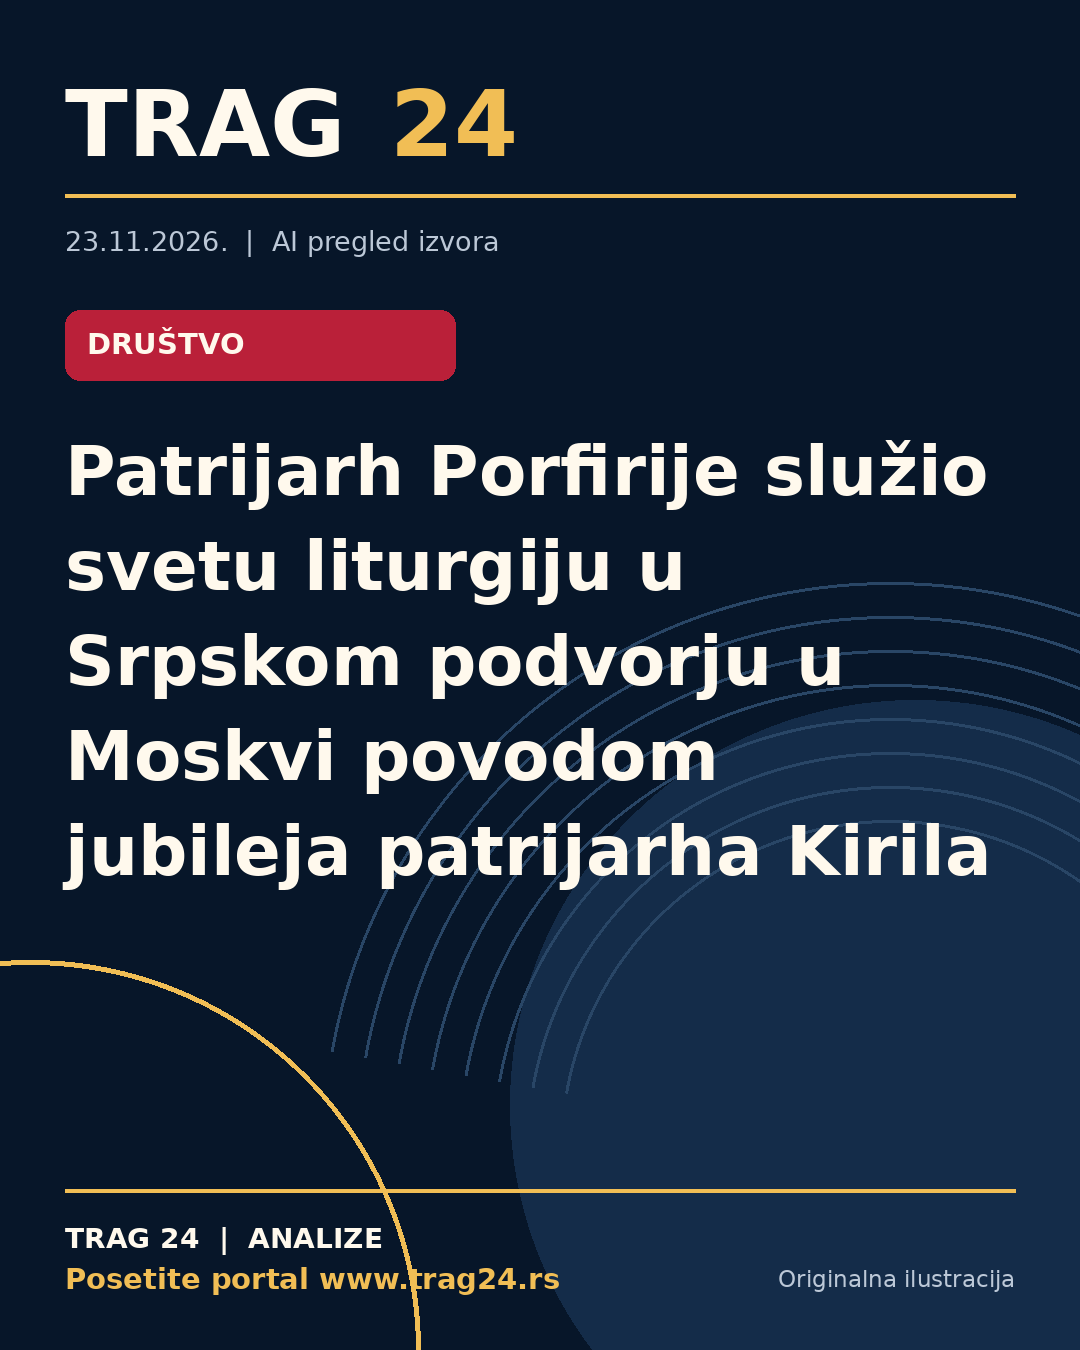 TRAG 24
23.11.2026. | AI pregled izvora
DRUŠTVO
Patrijarh Porfirije služio
svetu liturgiju u
Srpskom podvorju u
Moskvi povodom
jubileja patrijarha Kirila
TRAG 24 | ANALIZE
Posetite portal www.trag24.rs
Originalna ilustracija